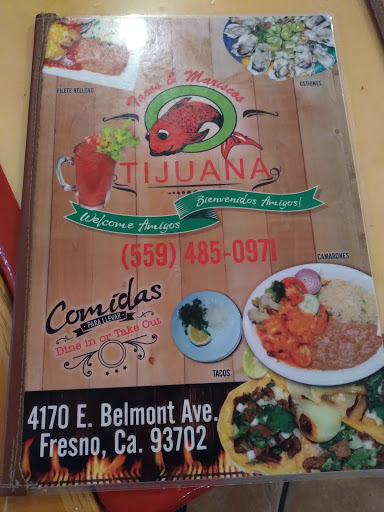 FILETE RELLENO
OSTIONES
Tacos & Mariscos
TIJUANA
Welcome Amigos
Bienvenidos Amigos!
(559) 485-0971
CAMARONES
Comidas
PARA LLEVAR
Dine in or Take Out
TACOS
4170 E. Belmont Ave.
Fresno, Ca. 93702